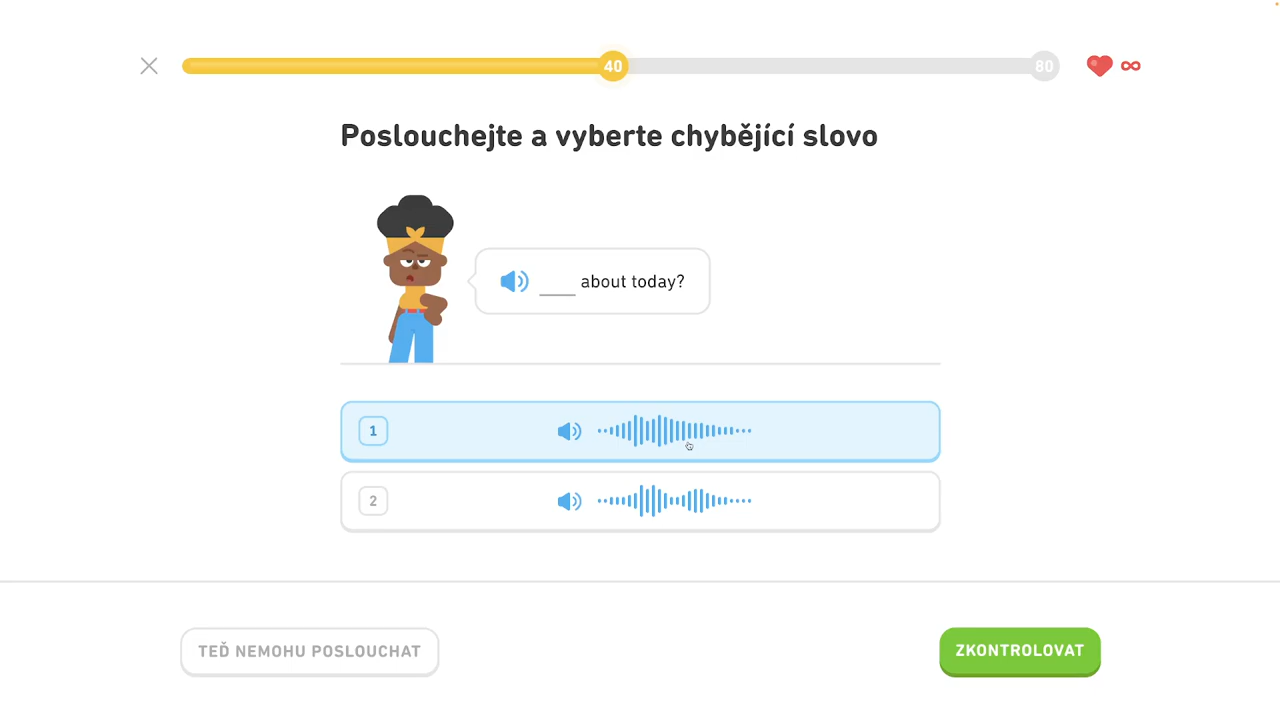 40
80
Poslouchejte a vyberte chybějící slovo
____ about today?
1
2
TEĎ NEMOHU POSLOUCHAT
ZKONTROLOVAT